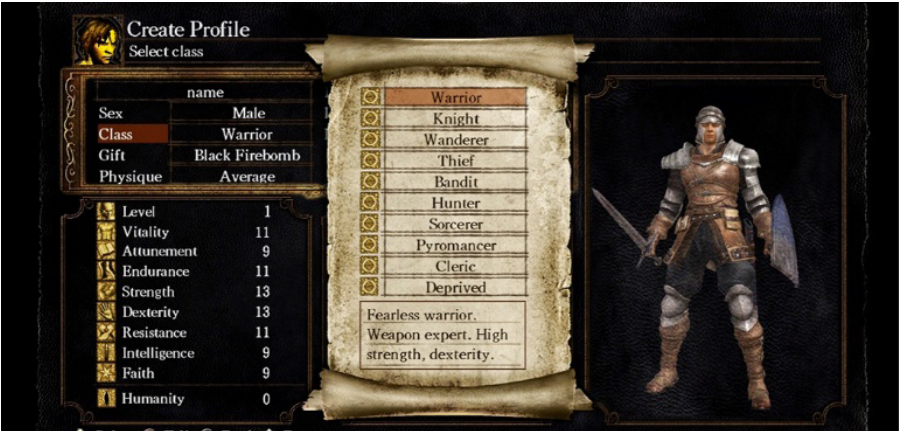 Create Profile
Select class
name
Sex Male
Class Warrior
Gift Black Firebomb
Physique Average
Level 1
Vitality 11
Attunement 9
Endurance 11
Strength 13
Dexterity 13
Resistance 11
Intelligence 9
Faith 9
Humanity 0
Warrior
Knight
Wanderer
Thief
Bandit
Hunter
Sorcerer
Pyromancer
Cleric
Deprived
Fearless warrior.
Weapon expert. High
strength, dexterity.